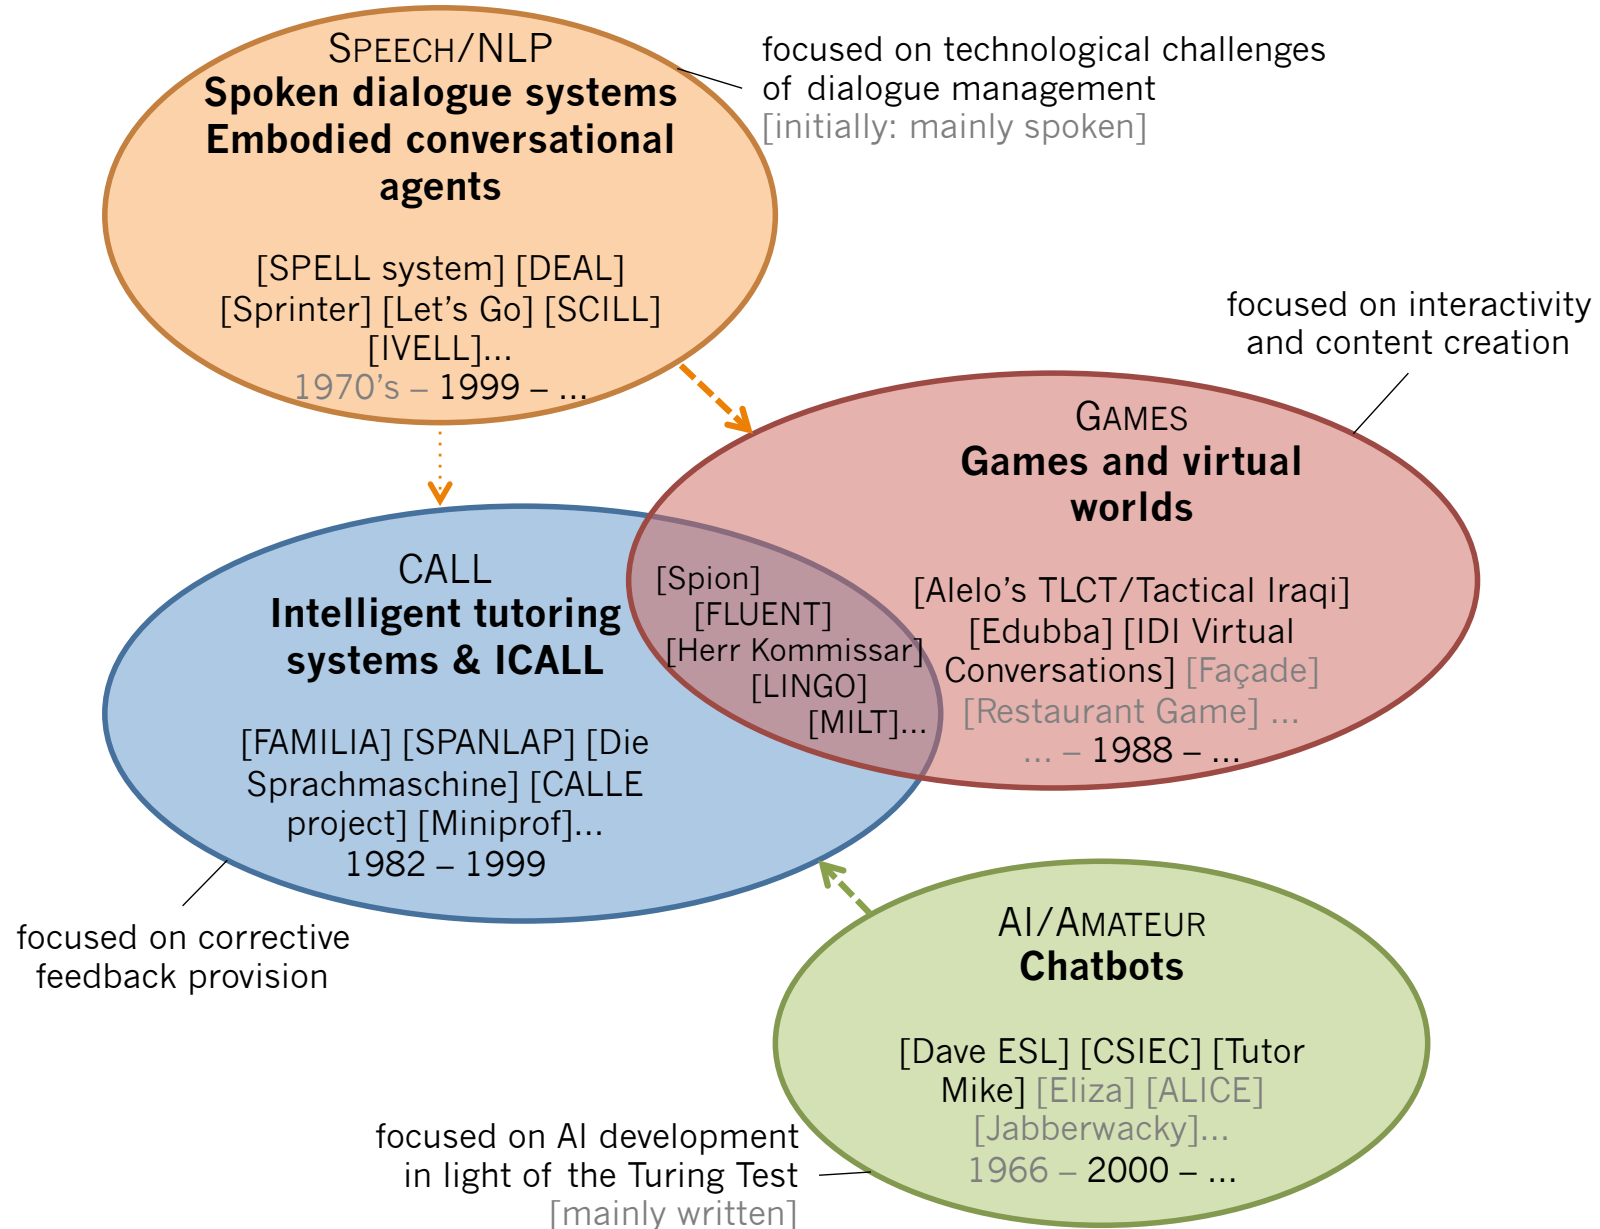 SPEECH/NLP
Spoken dialogue systems
Embodied conversational
agents
[SPELL system] [DEAL]
[Sprinter] [Let's Go] [SCILL]
[IVELL]...
1970's – 1999 – ...
focused on technological challenges
of dialogue management
[initially: mainly spoken]
focused on interactivity
and content creation
GAMES
Games and virtual
worlds
[Alelo's TLCT/Tactical Iraqi]
[Edubba] [IDI Virtual
Conversations] [Façade]
[Restaurant Game] ...
... – 1988 – ...
[Spion]
[FLUENT]
[Herr Kommissar]
[LINGO]
[MILT]...
CALL
Intelligent tutoring
systems & ICALL
[FAMILIA] [SPANLAP] [Die
Sprachmaschine] [CALLE
project] [Miniprof]...
1982 – 1999
focused on corrective
feedback provision
AI/AMATEUR
Chatbots
[Dave ESL] [CSIEC] [Tutor
Mike] [Eliza] [ALICE]
[Jabberwacky]...
1966 – 2000 – ...
focused on AI development
in light of the Turing Test
[mainly written]